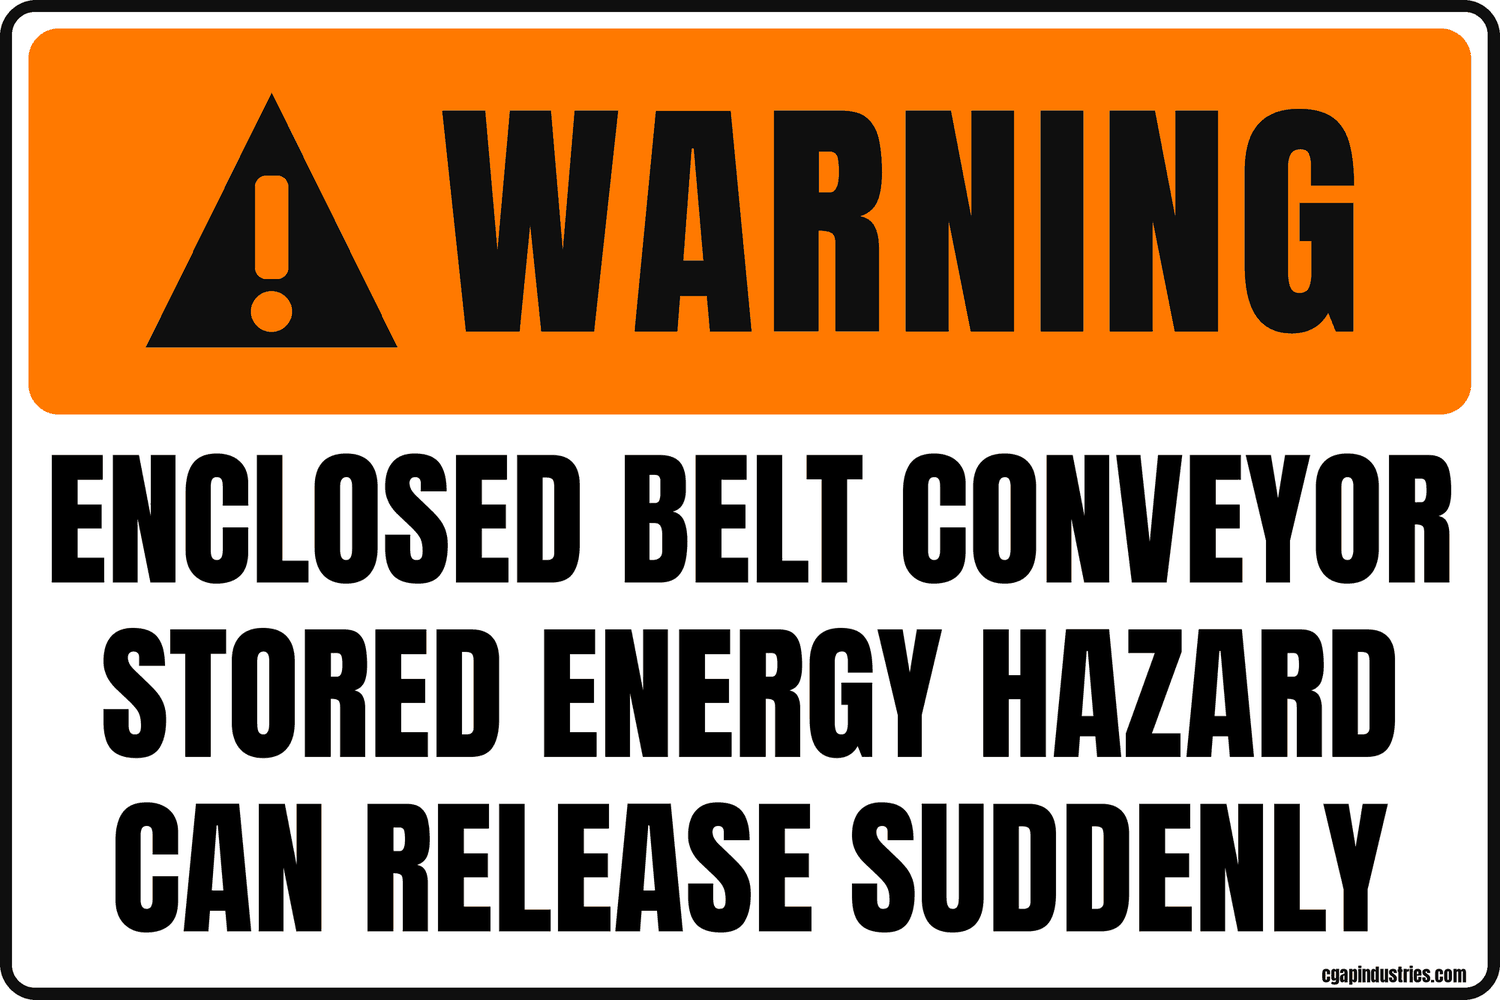 WARNING
ENCLOSED BELT CONVEYOR
STORED ENERGY HAZARD
CAN RELEASE SUDDENLY
cgapindustries.com